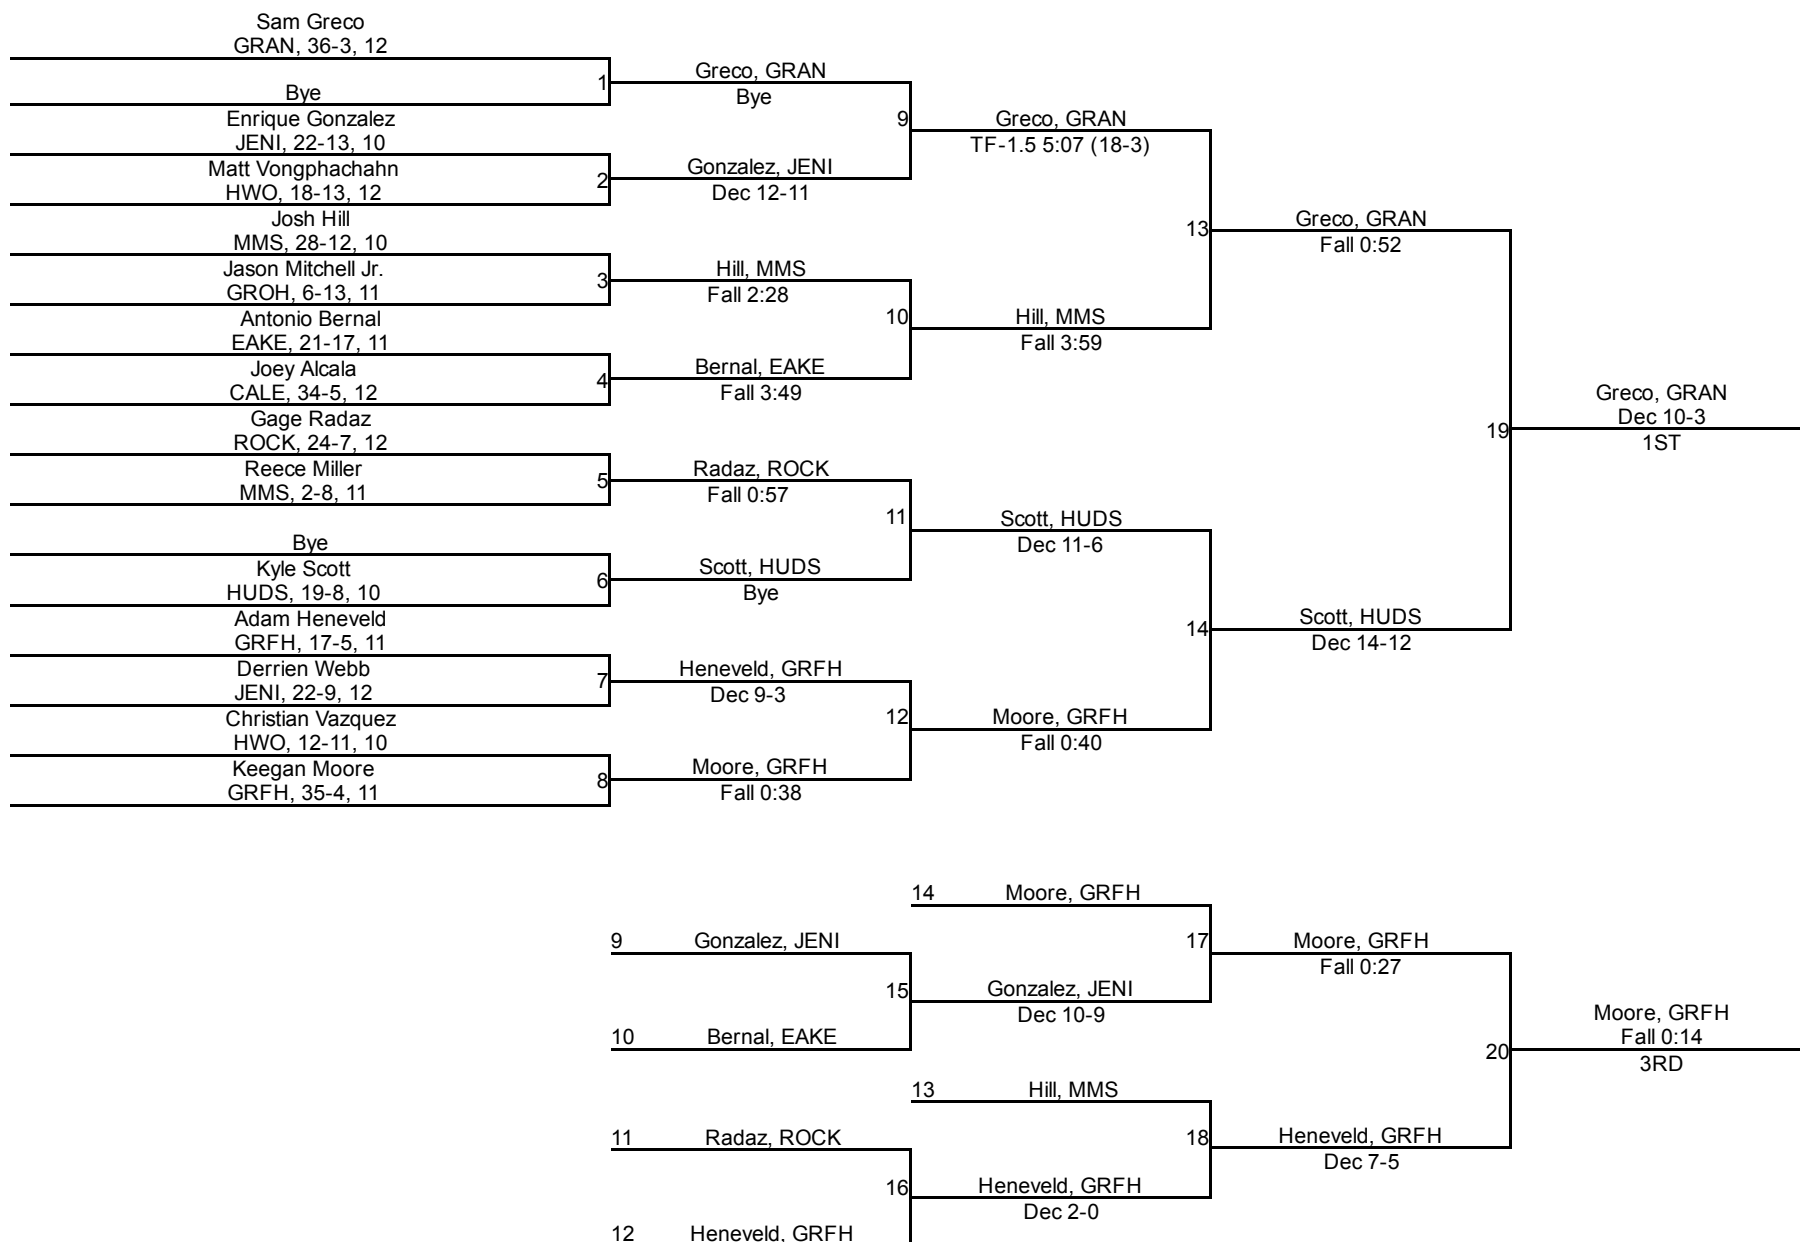 Sam Greco
GRAN, 36-3, 12
Bye
1
Enrique Gonzalez
JENI, 22-13, 10
Matt Vongphachahn
HWO, 18-13, 12
2
Josh Hill
MMS, 28-12, 10
Jason Mitchell Jr.
GROH, 6-13, 11
3
Antonio Bernal
EAKE, 21-17, 11
Joey Alcala
CALE, 34-5, 12
4
Gage Radaz
ROCK, 24-7, 12
Reece Miller
MMS, 2-8, 11
5
Bye
Kyle Scott
HUDS, 19-8, 10
6
Adam Heneveld
GRFH, 17-5, 11
Derrien Webb
JENI, 22-9, 12
7
Christian Vazquez
HWO, 12-11, 10
Keegan Moore
GRFH, 35-4, 11
8
Greco, GRAN
Bye
9
Gonzalez, JENI
Dec 12-11
Hill, MMS
Fall 2:28
10
Bernal, EAKE
Fall 3:49
Radaz, ROCK
Fall 0:57
11
Scott, HUDS
Bye
Heneveld, GRFH
Dec 9-3
12
Moore, GRFH
Fall 0:38
Greco, GRAN
TF-1.5 5:07 (18-3)
13
Hill, MMS
Fall 3:59
Scott, HUDS
Dec 11-6
14
Moore, GRFH
Fall 0:40
Greco, GRAN
Fall 0:52
19
Scott, HUDS
Dec 14-12
Greco, GRAN
Dec 10-3
1ST
9 Gonzalez, JENI
15
10 Bernal, EAKE
11 Radaz, ROCK
16
12 Heneveld, GRFH
14 Moore, GRFH
17
Gonzalez, JENI
Dec 10-9
13 Hill, MMS
18
Heneveld, GRFH
Dec 2-0
Moore, GRFH
Fall 0:27
20
Heneveld, GRFH
Dec 7-5
Moore, GRFH
Fall 0:14
3RD